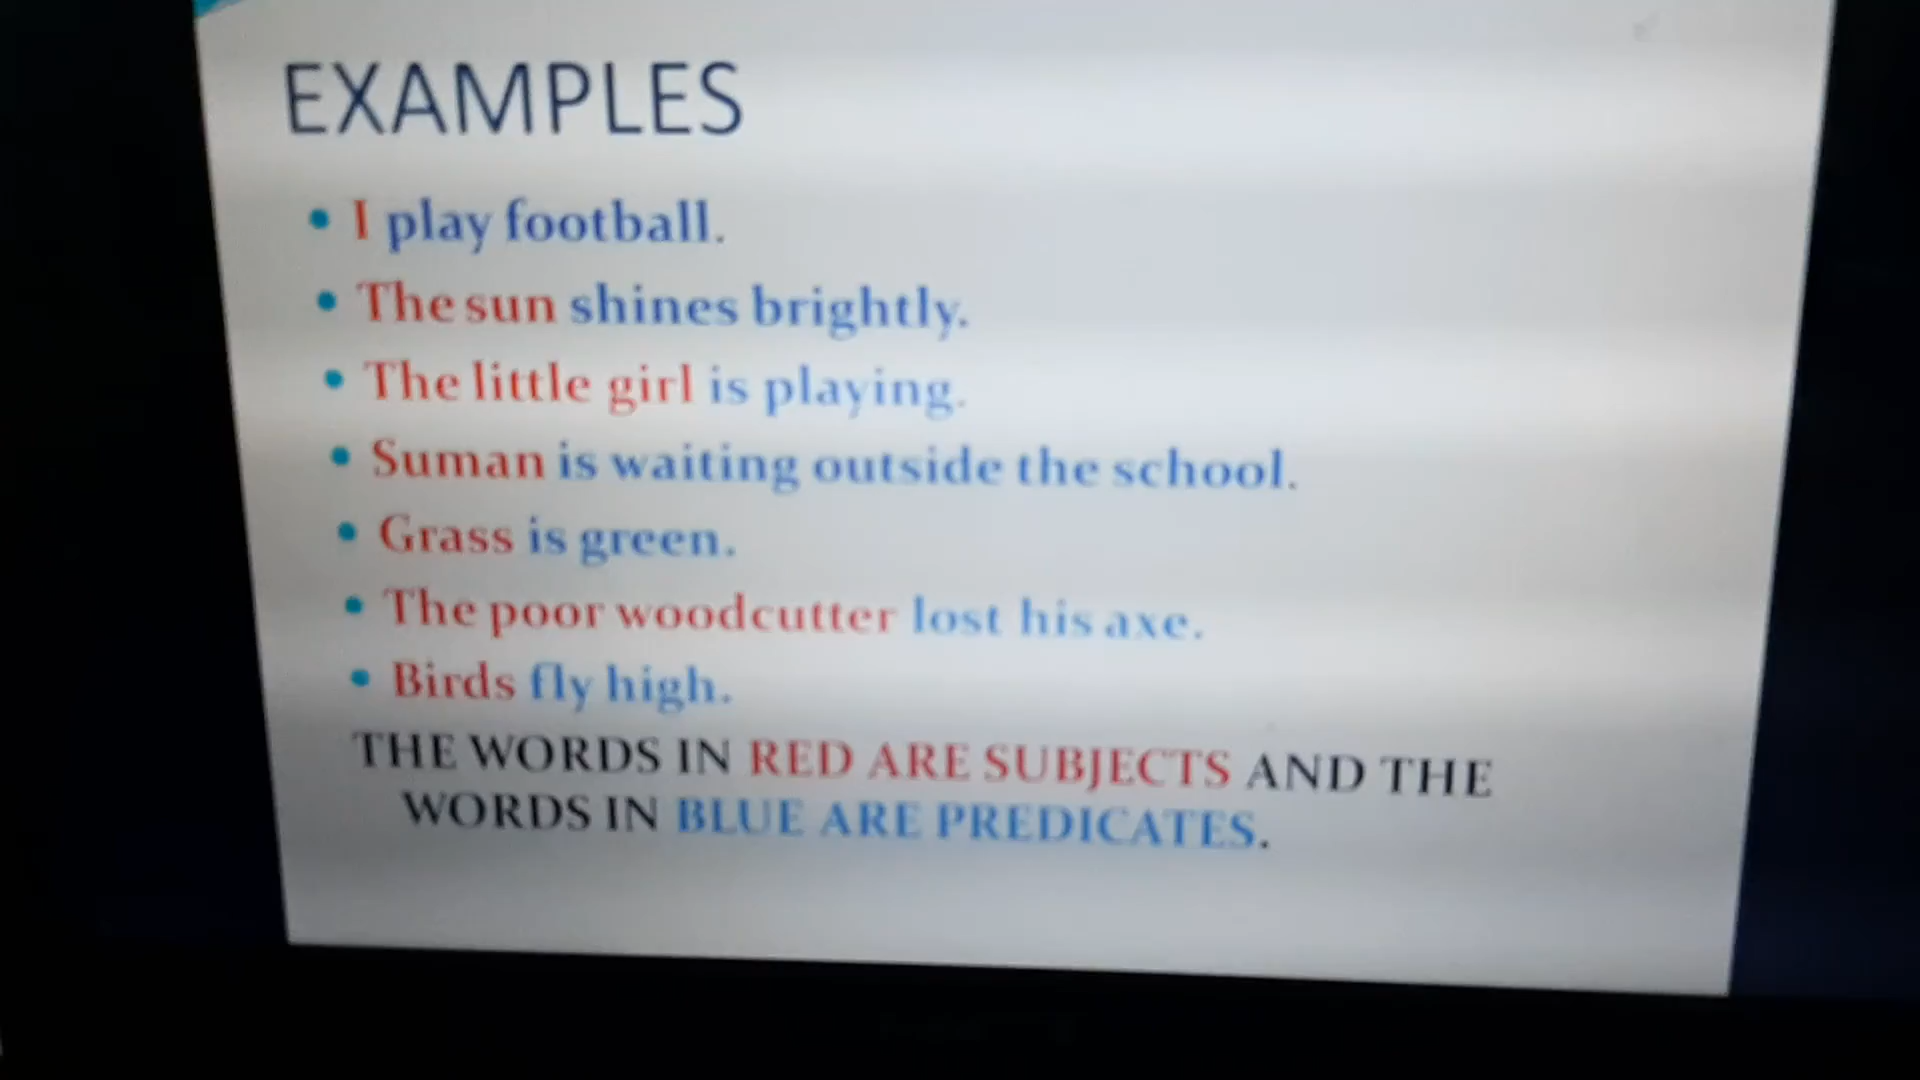 EXAMPLES
• I play football.
• The sun shines brightly.
• The little girl is playing.
• Suman is waiting outside the school.
• Grass is green.
• The poor woodcutter lost his axe.
• Birds fly high.
THE WORDS IN RED ARE SUBJECTS AND THE
WORDS IN BLUE ARE PREDICATES.